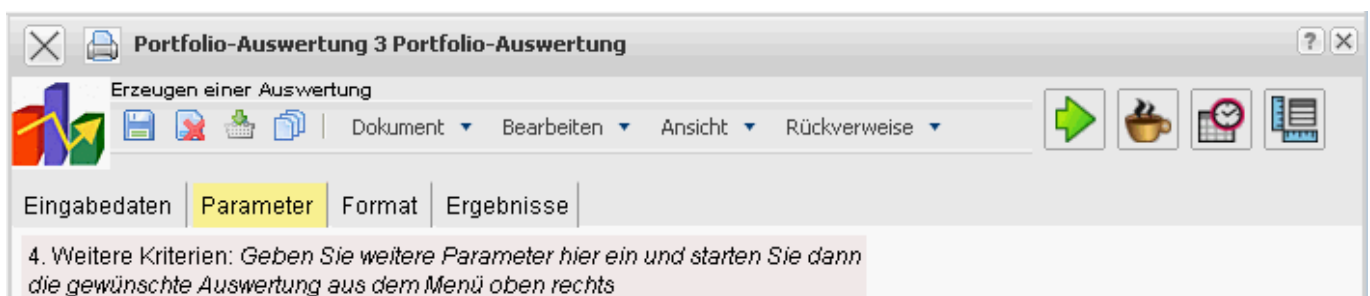 Portfolio-Auswertung 3 Portfolio-Auswertung
?
Erzeugen einer Auswertung
Dokument Bearbeiten Ansicht Rückverweise
Eingabedaten Parameter Format Ergebnisse
4. Weitere Kriterien: Geben Sie weitere Parameter hier ein und starten Sie dann
die gewünschte Auswertung aus dem Menü oben rechts